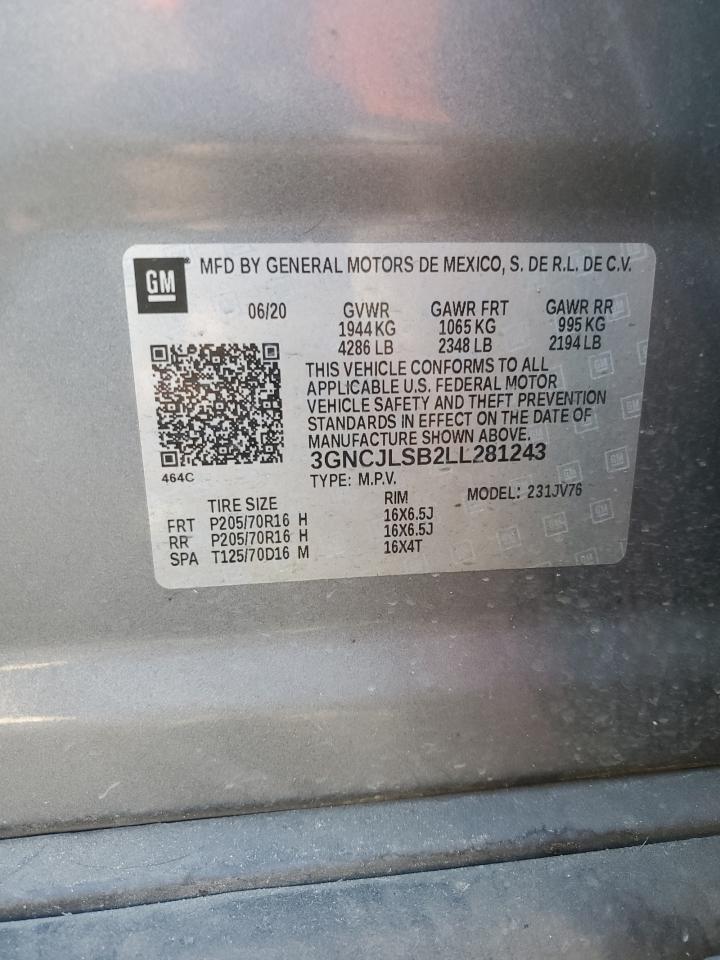 GM MFD BY GENERAL MOTORS DE MEXICO, S. DE R.L. DE C.V.
06/20 GVWR GAWR FRT GAWR RR
1944 KG 1065 KG 995 KG
4286 LB 2348 LB 2194 LB
THIS VEHICLE CONFORMS TO ALL
APPLICABLE U.S. FEDERAL MOTOR
VEHICLE SAFETY AND THEFT PREVENTION
STANDARDS IN EFFECT ON THE DATE OF
MANUFACTURE SHOWN ABOVE.
3GNCJLSB2LL281243
464C TYPE: M.P.V. MODEL: 231JV76
TIRE SIZE RIM
FRT P205/70R16 H 16X6.5J
RR P205/70R16 H 16X6.5J
SPA T125/70D16 M 16X4T